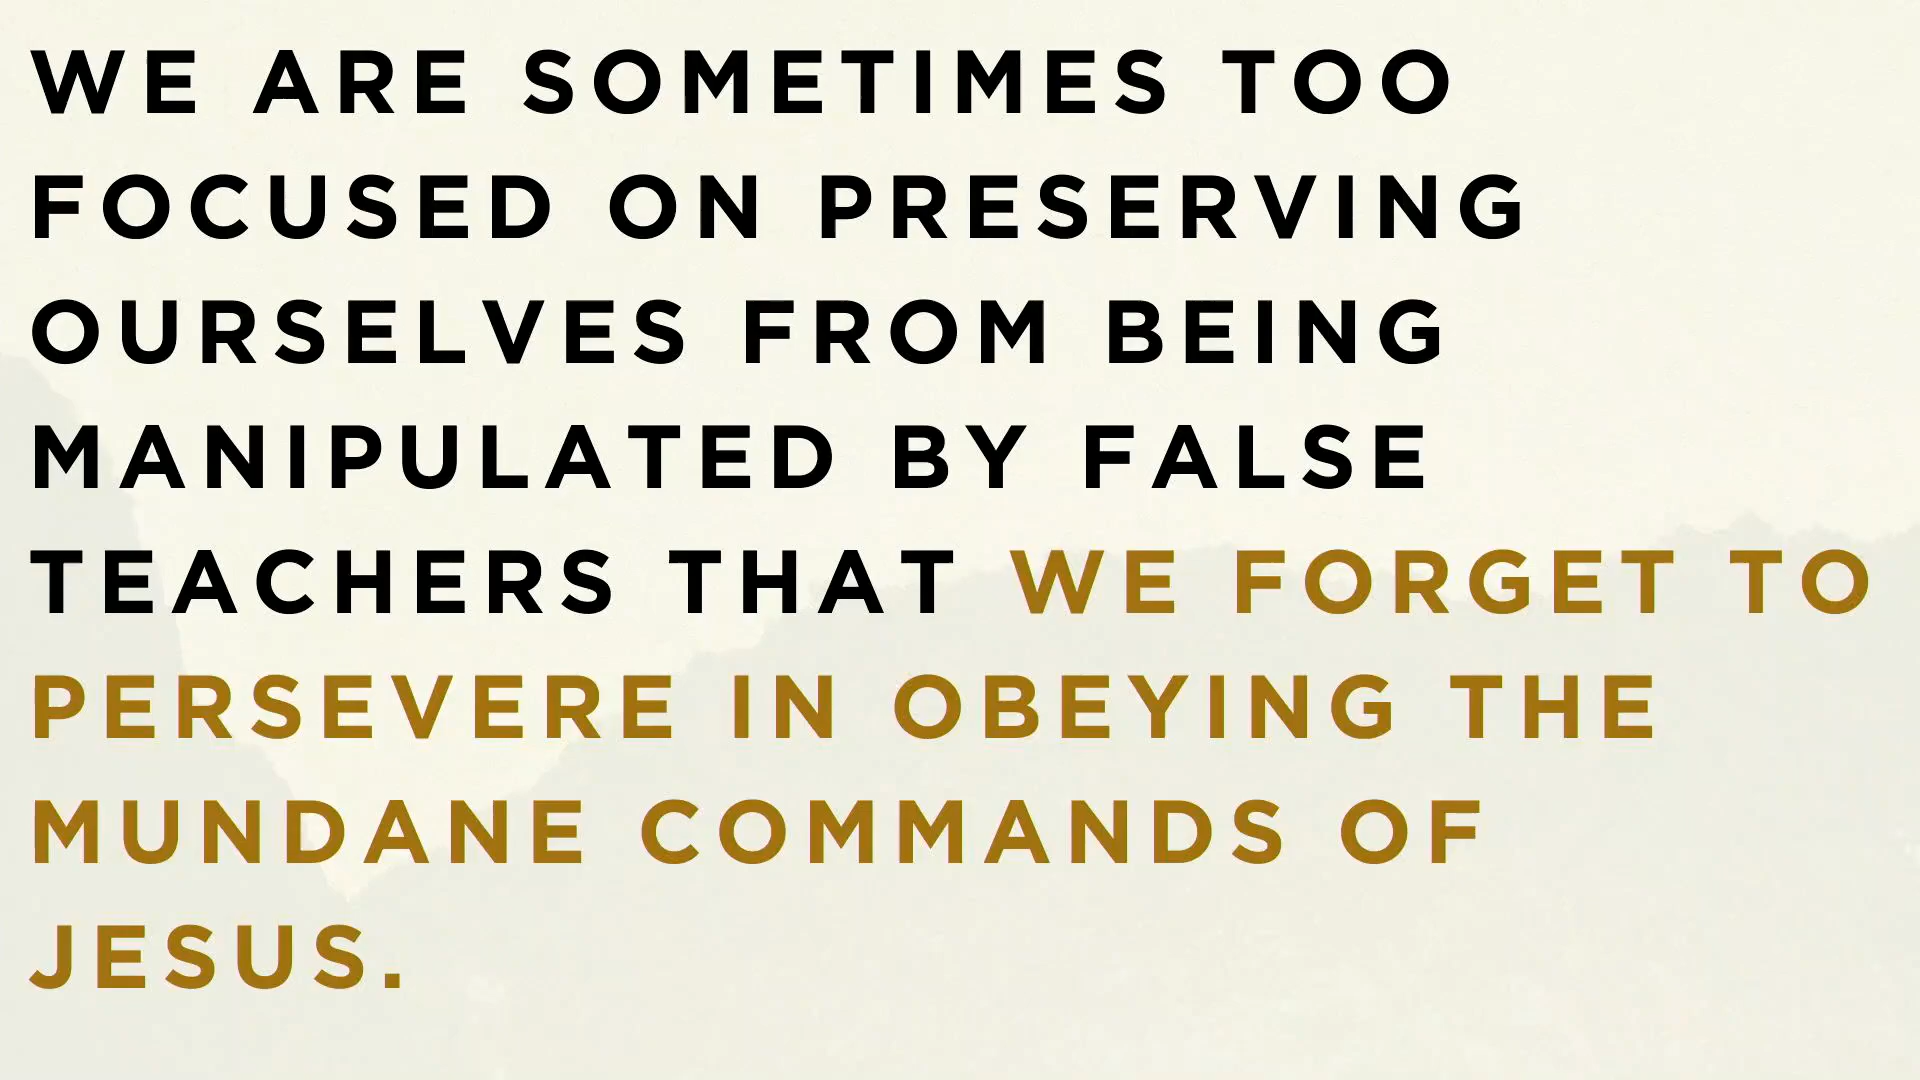 WE ARE SOMETIMES TOO
FOCUSED ON PRESERVING
OURSELVES FROM BEING
MANIPULATED BY FALSE
TEACHERS THAT WE FORGET TO
PERSEVERE IN OBEYING THE
MUNDANE COMMANDS OF
JESUS.